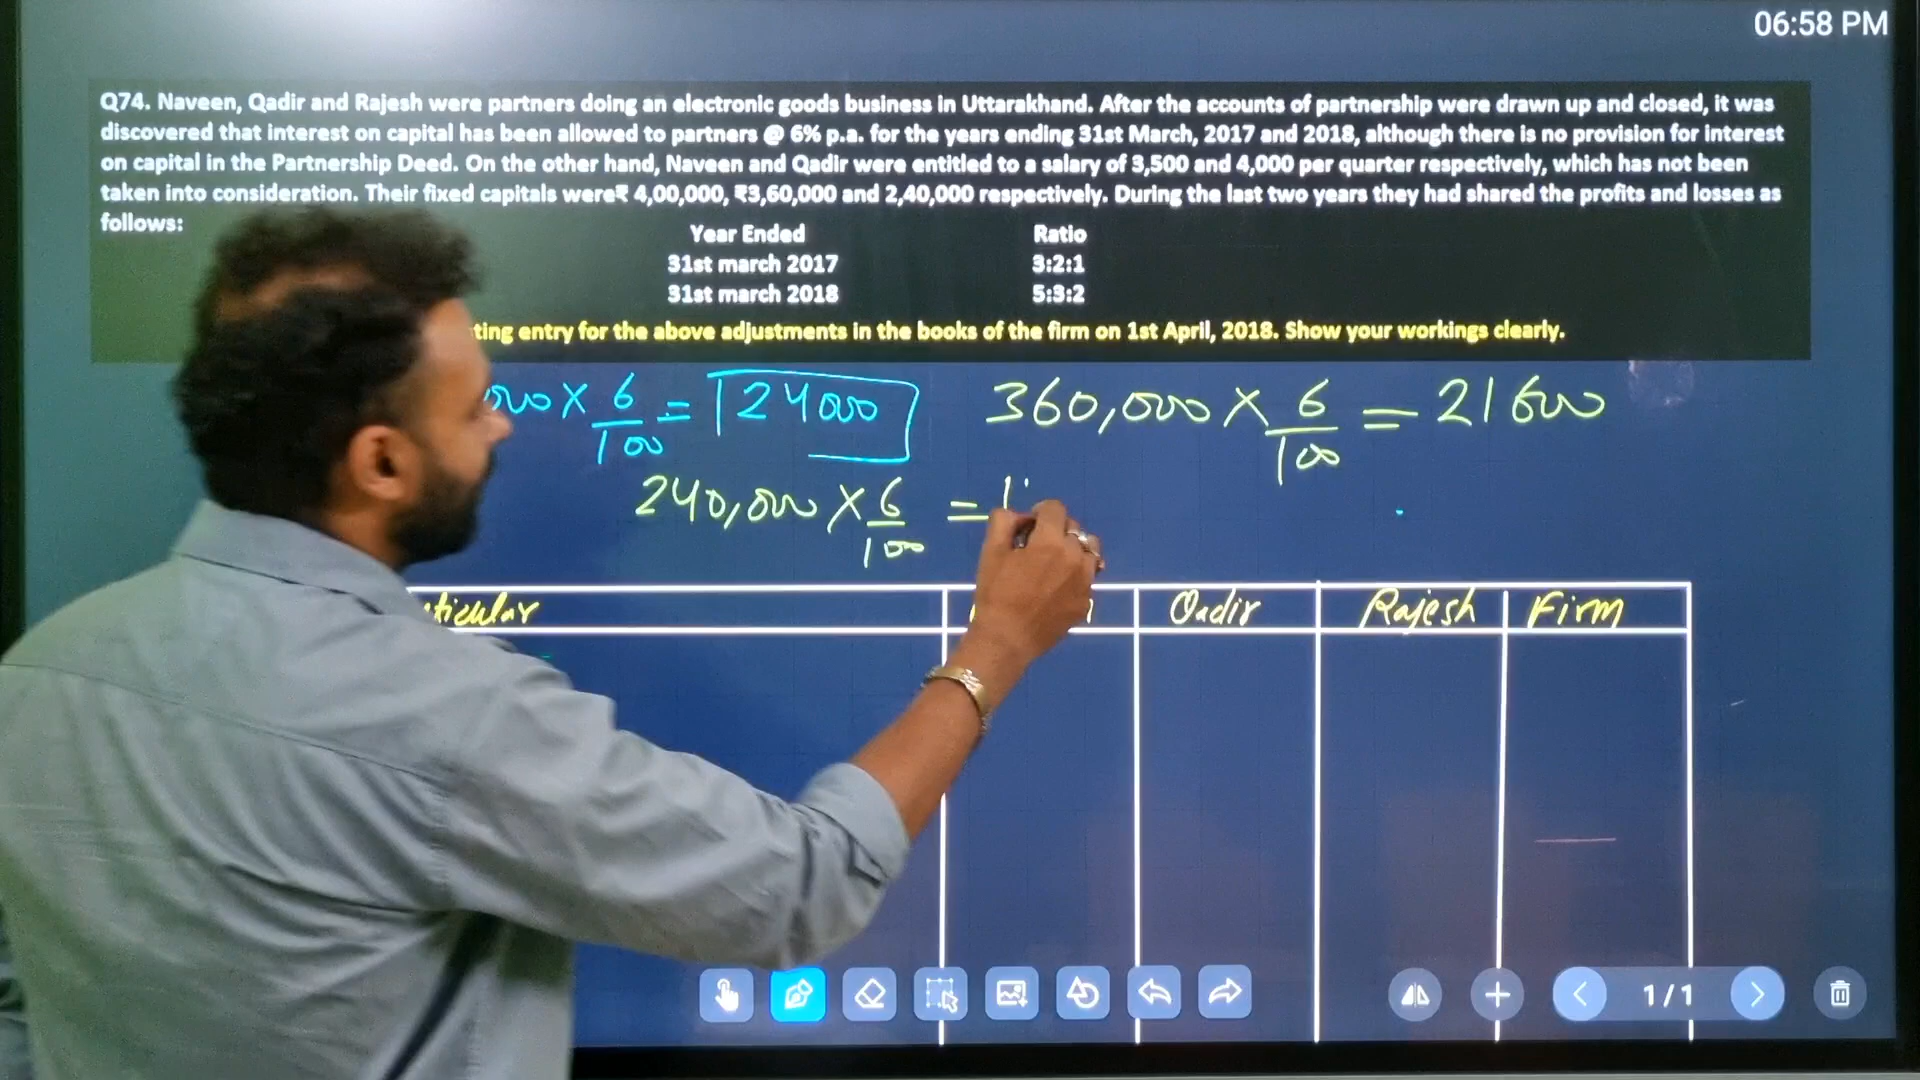 06:58 PM
Q74. Naveen, Qadir and Rajesh were partners doing an electronic goods business in Uttarakhand. After the accounts of partnership were drawn up and closed, it was
discovered that interest on capital has been allowed to partners @ 6% p.a. for the years ending 31st March, 2017 and 2018, although there is no provision for interest
on capital in the Partnership Deed. On the other hand, Naveen and Qadir were entitled to a salary of 3,500 and 4,000 per quarter respectively, which has not been
taken into consideration. Their fixed capitals were₹ 4,00,000, ₹3,60,000 and 2,40,000 respectively. During the last two years they had shared the profits and losses as
follows:
Year Ended Ratio
31st march 2017 3:2:1
31st march 2018 5:3:2
entry for the above adjustments in the books of the firm on 1st April, 2018. Show your workings clearly.
× 6/100 = 24000 360,000 × 6/100 = 21600
240,000 × 6/100 =
Qadir Rajesh Firm
1/1